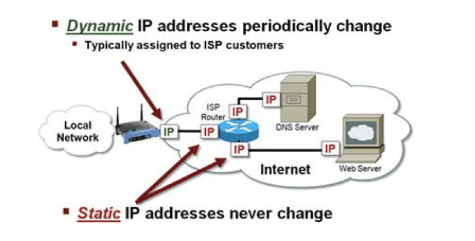 ▪ Dynamic IP addresses periodically change
▪ Typically assigned to ISP customers
Local
Network
IP
IP
ISP
Router
IP
IP
IP
DNS Server
IP
Web Server
Internet
▪ Static IP addresses never change